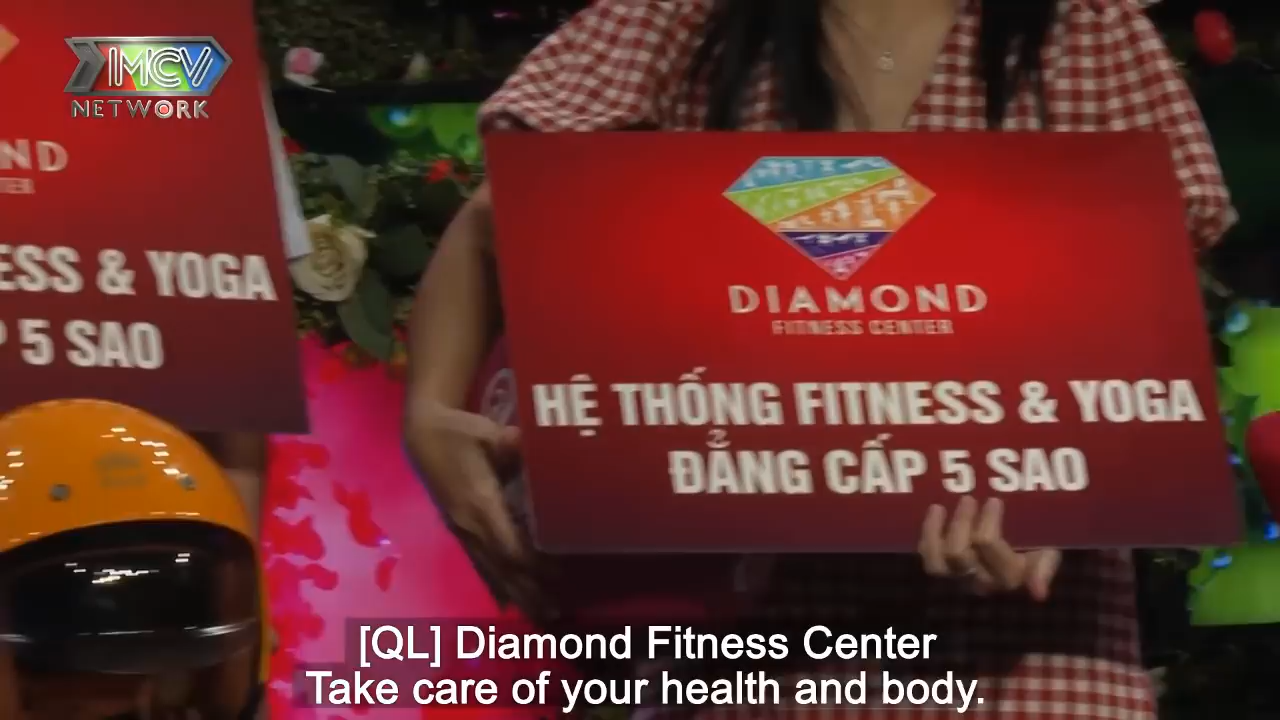 MCV
NETWORK
ND
ESS & YOGA
P 5 SAO
DIAMOND
FITNESS CENTER
HỆ THỐNG FITNESS & YOGA
ĐẲNG CẤP 5 SAO
[QL] Diamond Fitness Center
Take care of your health and body.